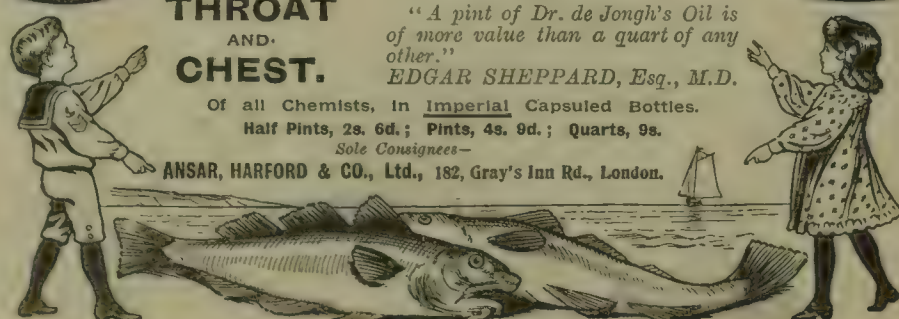 THROAT
AND·
CHEST.
"A pint of Dr. de Jongh's Oil is
of more value than a quart of any
other."
EDGAR SHEPPARD, Esq., M.D.
Of all Chemists, in Imperial Capsuled Bottles.
Half Pints, 2s. 6d.; Pints, 4s. 9d.; Quarts, 9s.
Sole Consignees—
ANSAR, HARFORD & CO., Ltd., 182, Gray's Inn Rd., London.